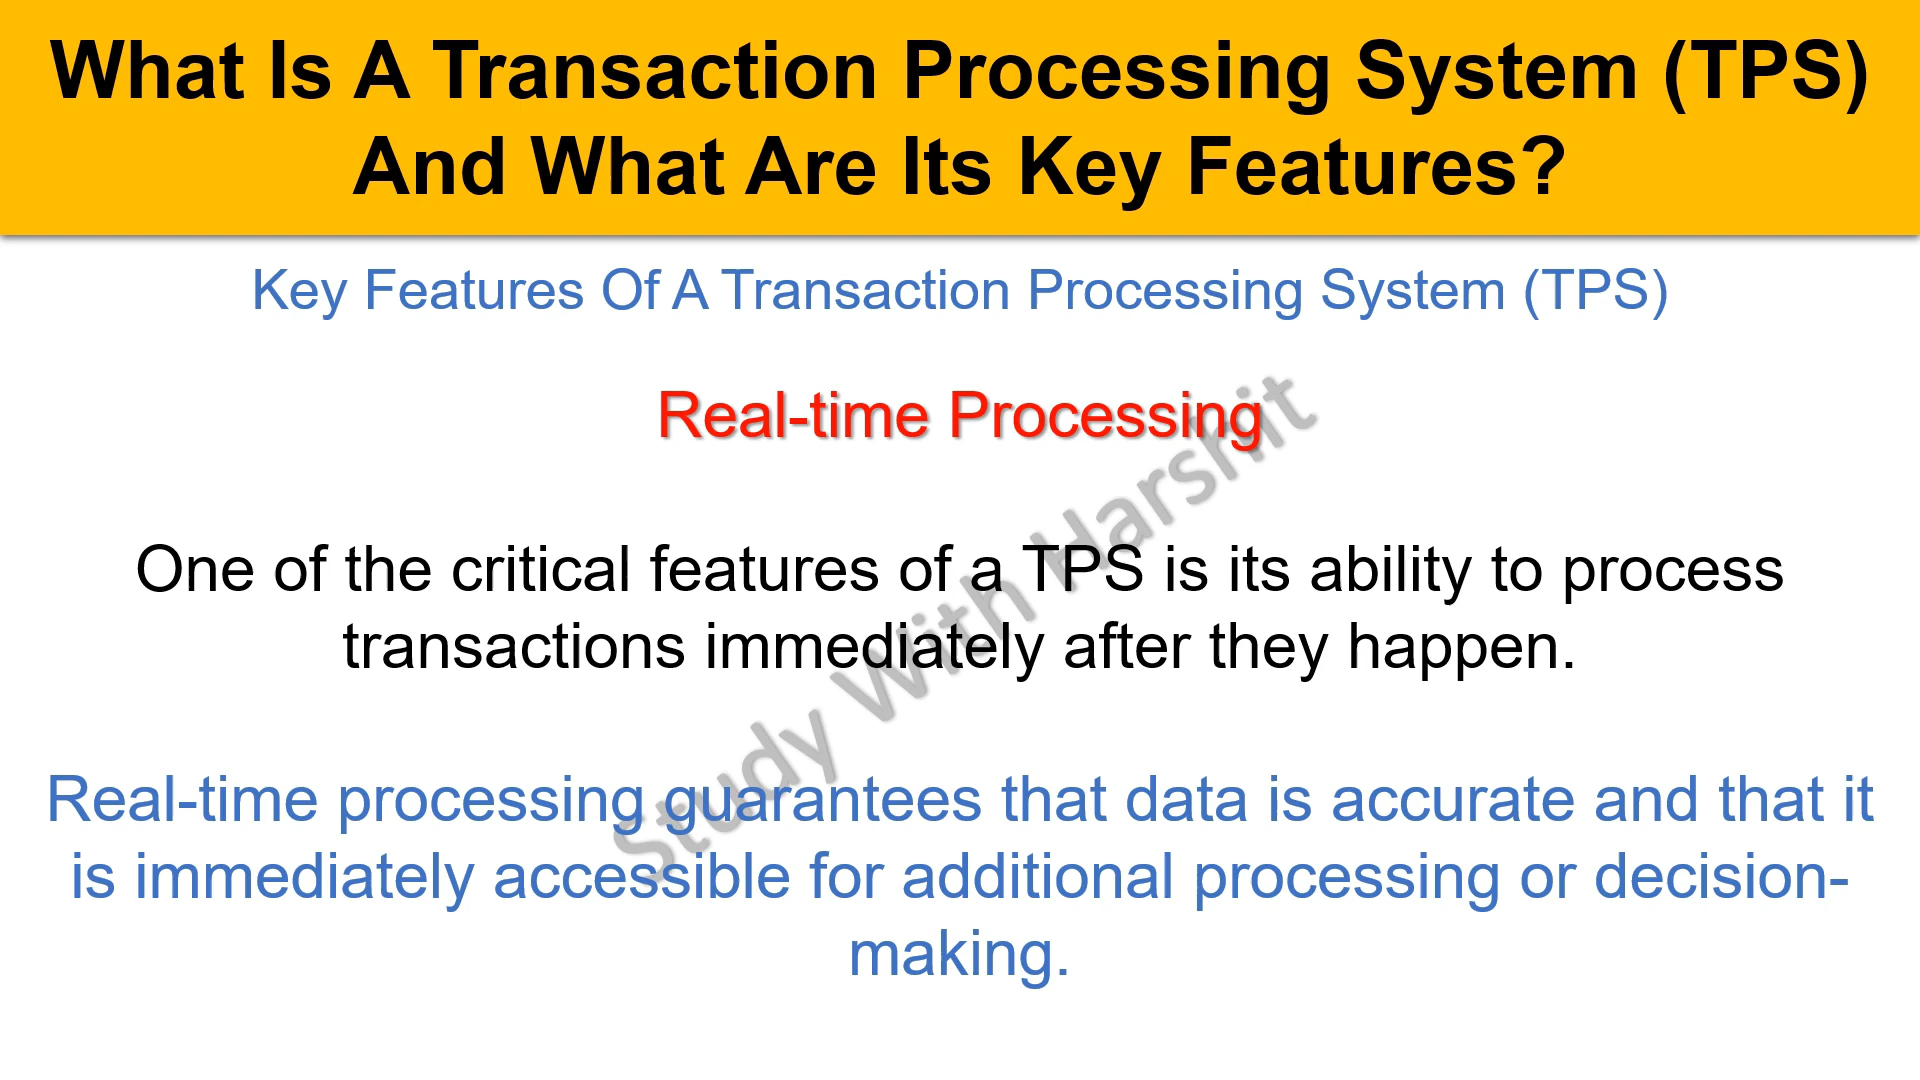 What Is A Transaction Processing System (TPS)
And What Are Its Key Features?
Key Features Of A Transaction Processing System (TPS)
Real-time Processing
One of the critical features of a TPS is its ability to process
transactions immediately after they happen.
Real-time processing guarantees that data is accurate and that it
is immediately accessible for additional processing or decision-
making.
Study With Harshit